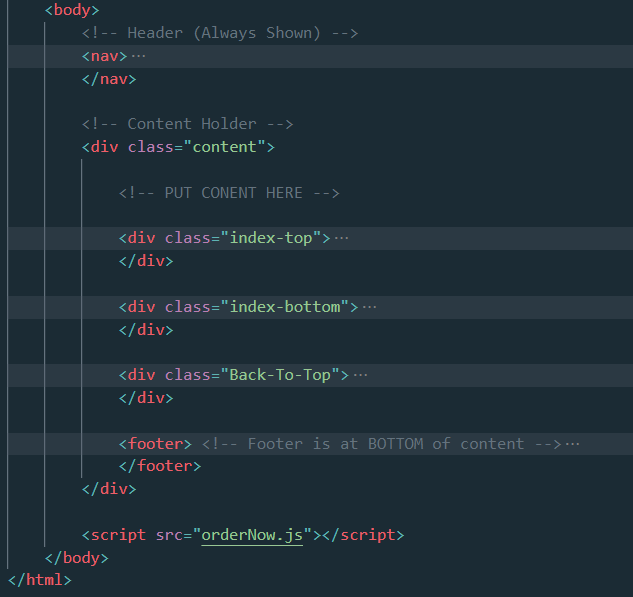 <body>
<!-- Header (Always Shown) -->
<nav>···
</nav>
<!-- Content Holder -->
<div class="content">
<!-- PUT CONENT HERE -->
<div class="index-top">···
</div>
<div class="index-bottom">···
</div>
<div class="Back-To-Top">···
</div>
<footer> <!-- Footer is at BOTTOM of content -->···
</footer>
</div>
<script src="orderNow.js"></script>
</body>
</html>